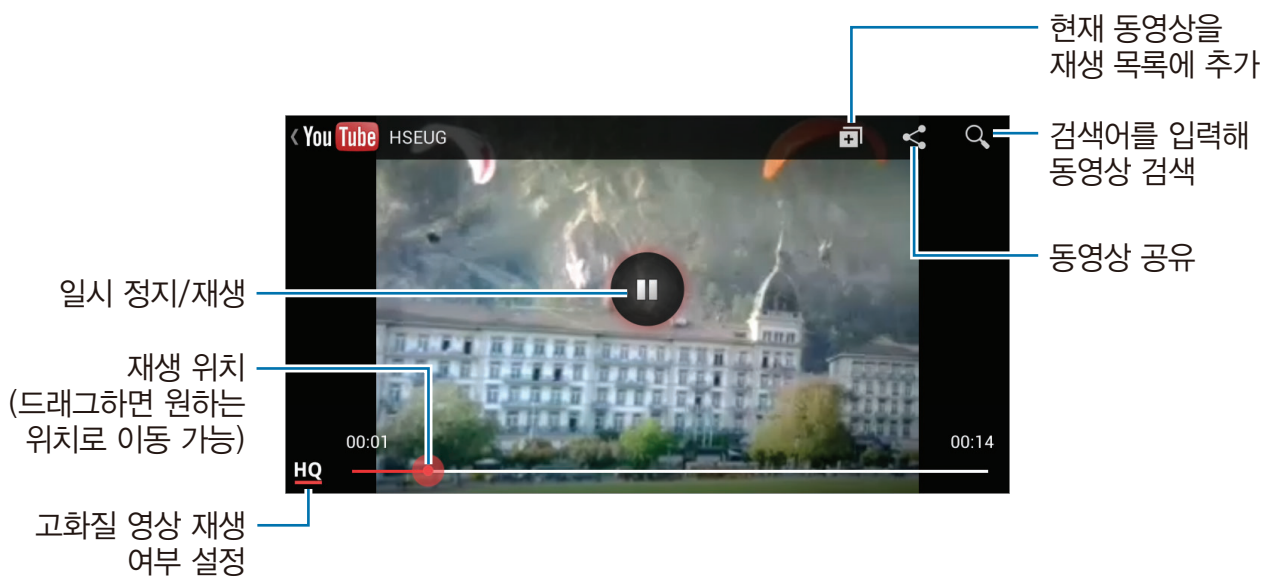 현재 동영상을
재생 목록에 추가
You Tube HSEUG
검색어를 입력해
동영상 검색
동영상 공유
일시 정지/재생
재생 위치
(드래그하면 원하는
위치로 이동 가능)
00:01
00:14
HQ
고화질 영상 재생
여부 설정